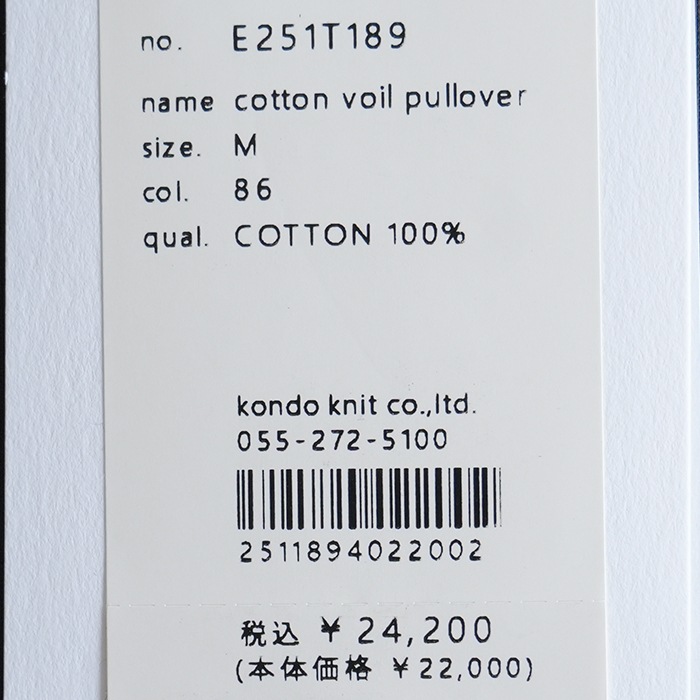 no. E251T189
name cotton voil pullover
size. M
col. 86
qual. COTTON 100%
kondo knit co.,ltd.
055-272-5100
2511894022002
税込 ¥ 24,200
(本体価格 ¥ 22,000)